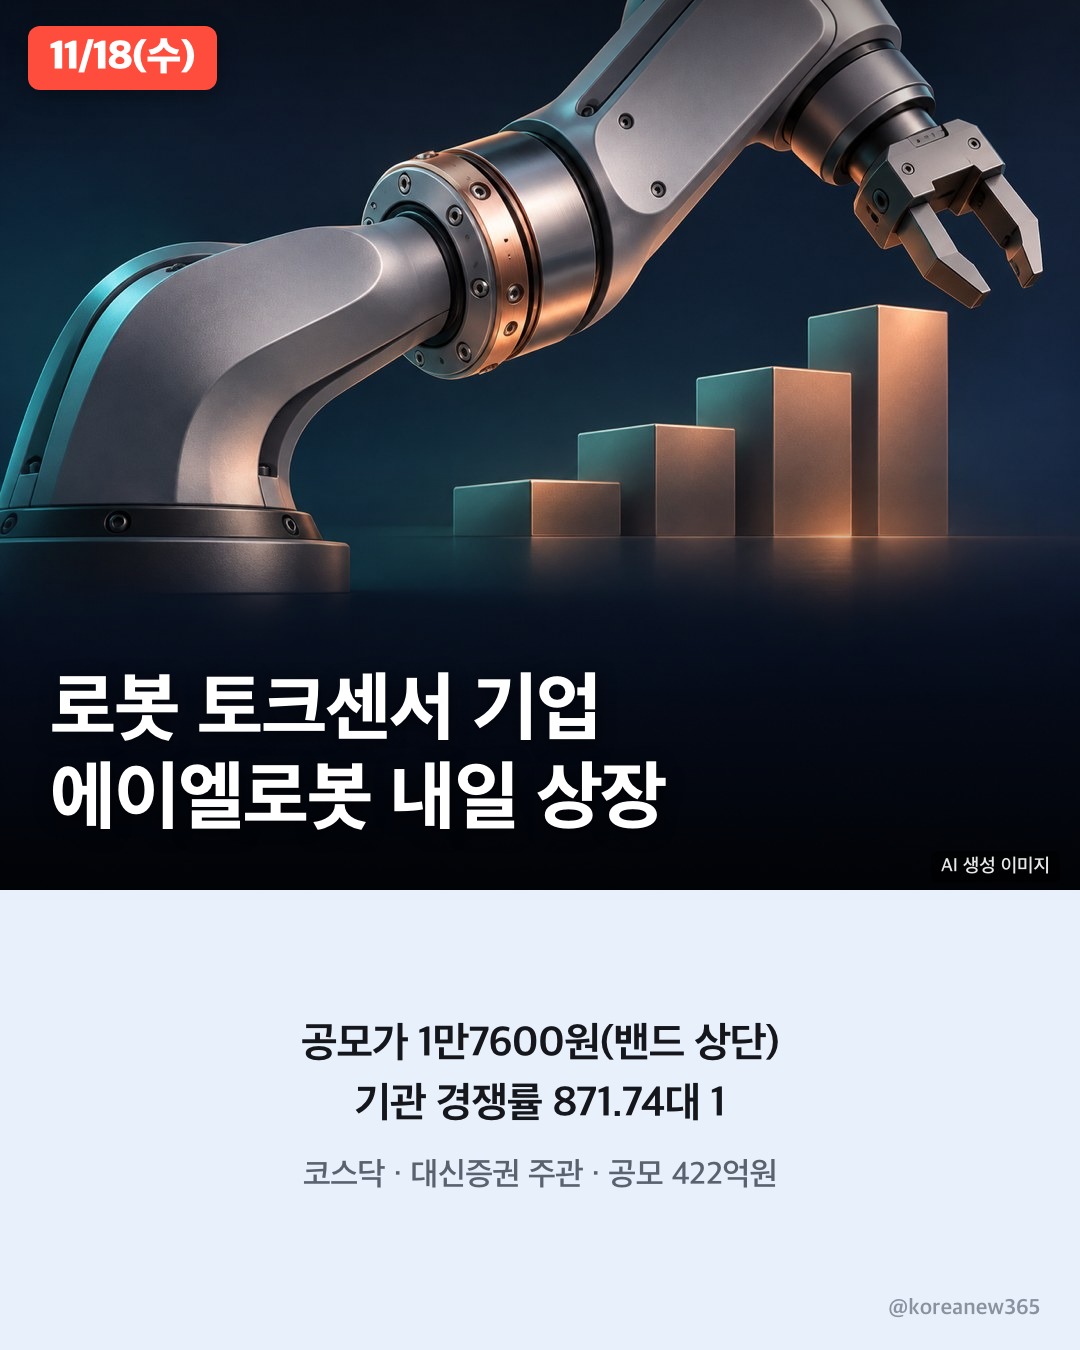 11/18(수)
로봇 토크센서 기업
에이엘로봇 내일 상장
AI 생성 이미지
공모가 1만7600원(밴드 상단)
기관 경쟁률 871.74대 1
코스닥 · 대신증권 주관 · 공모 422억원
@koreanew365